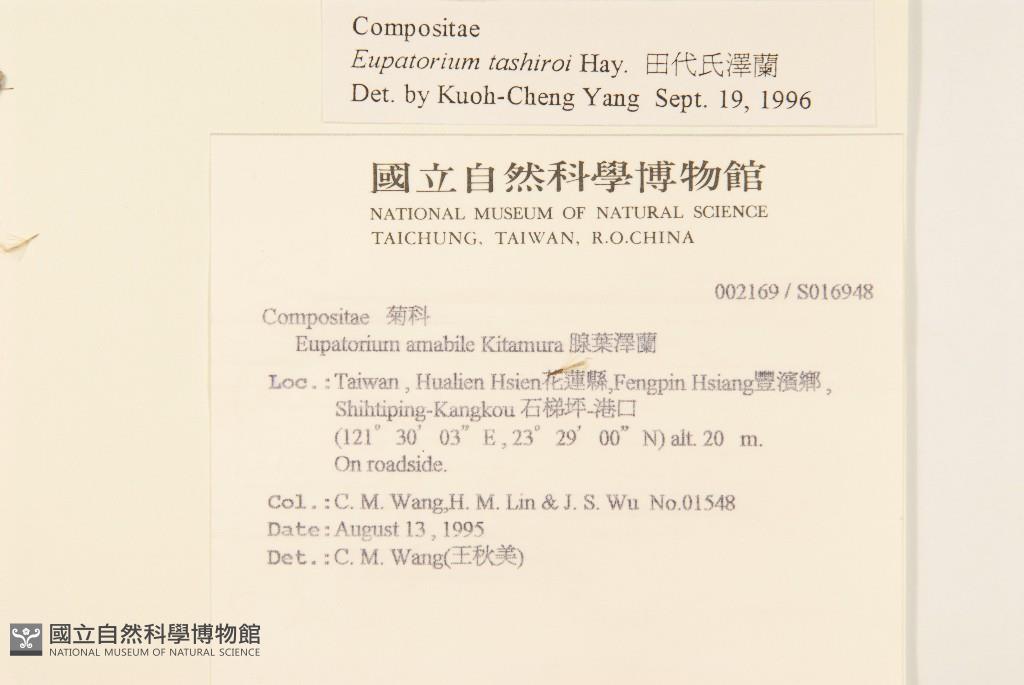 Compositae
Eupatorium tashiroi Hay. 田代氏澤蘭
Det. by Kuoh-Cheng Yang Sept. 19, 1996
國立自然科學博物館
NATIONAL MUSEUM OF NATURAL SCIENCE
TAICHUNG, TAIWAN, R.O.CHINA
002169 / S016948
Compositae 菊科
Eupatorium amabile Kitamura 腺葉澤蘭
Loc.: Taiwan , Hualien Hsien花蓮縣,Fengpin Hsiang豐濱鄉 ,
Shihtiping-Kangkou 石梯坪-港口
(121° 30′ 03″ E , 23° 29′ 00″ N) alt. 20 m.
On roadside.
Col.: C. M. Wang,H. M. Lin & J. S. Wu No.01548
Date: August 13 , 1995
Det.: C. M. Wang(王秋美)
國立自然科學博物館
NATIONAL MUSEUM OF NATURAL SCIENCE